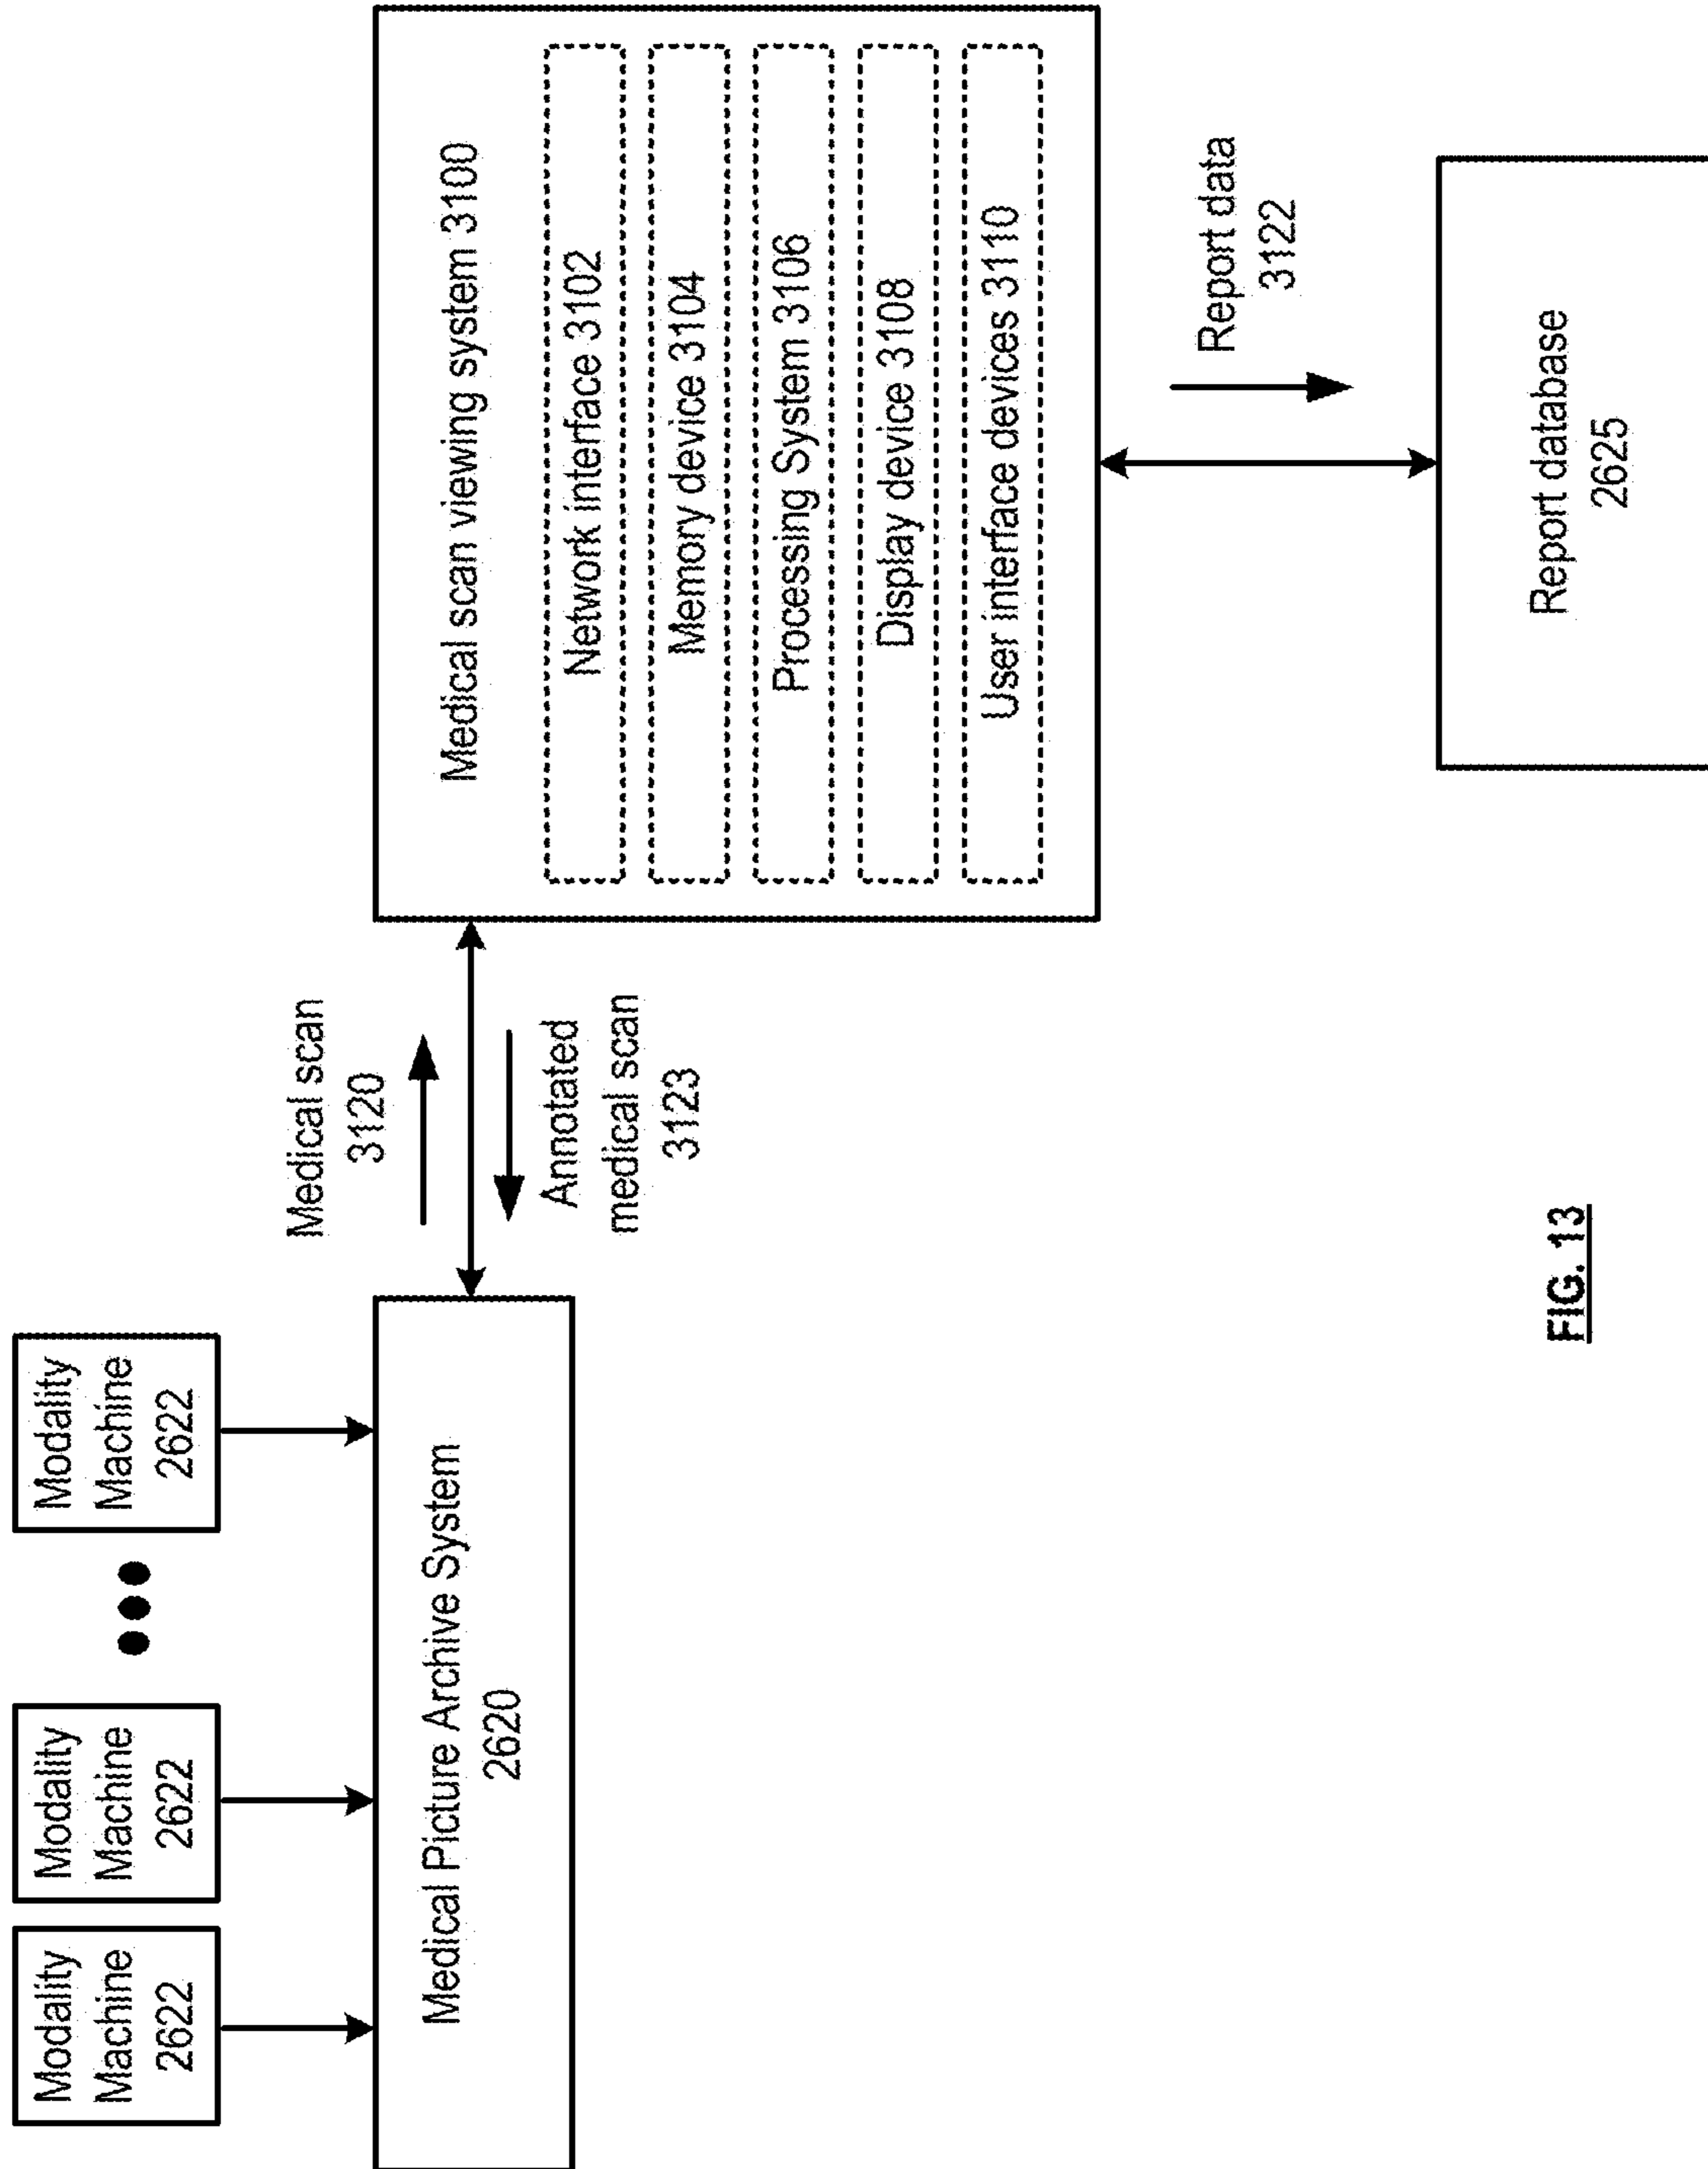 Modality
Machine
2622
Modality
Machine
2622
Modality
Machine
2622
Medical Picture Archive System
2620
Medical scan
3120
Annotated
medical scan
3123
Medical scan viewing system 3100
Network interface 3102
Memory device 3104
Processing System 3106
Display device 3108
User interface devices 3110
Report data
3122
Report database
2625
FIG. 13